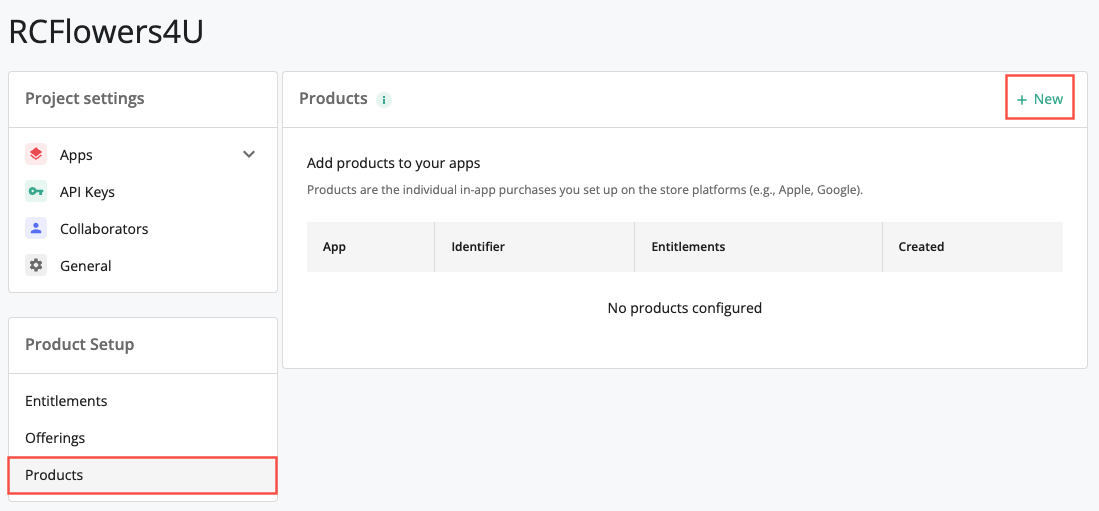 RCFlowers4U
Project settings
Apps
API Keys
Collaborators
General
Product Setup
Entitlements
Offerings
Products
Products i
+ New
Add products to your apps
Products are the individual in-app purchases you set up on the store platforms (e.g., Apple, Google).
App Identifier Entitlements Created
No products configured